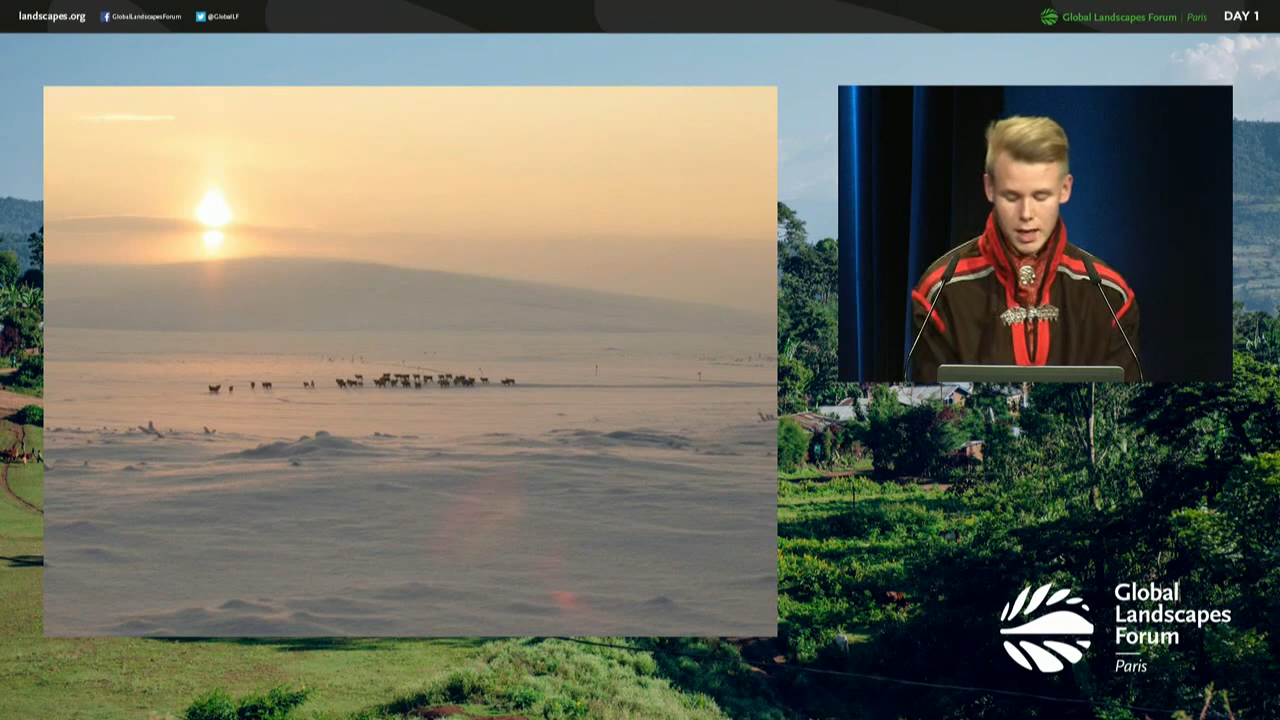 landscapes.org
GlobalLandscapesForum
@GlobalLF
Global Landscapes Forum | Paris
DAY 1
Global
Landscapes
Forum
Paris